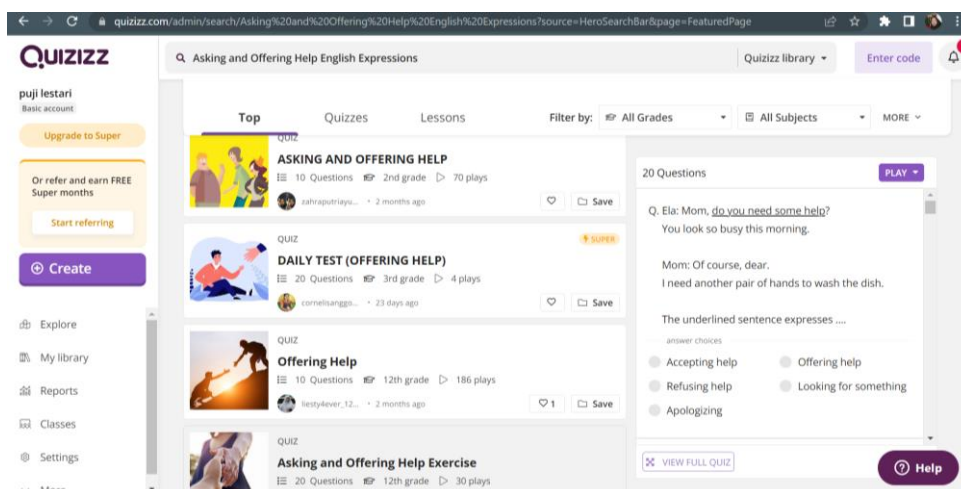 quizizz.com/admin/search/Asking%20and%20Offering%20Help%20English%20Expressions?source=HeroSearchBar&page=FeaturedPage
QUIZIZZ
Asking and Offering Help English Expressions
Quizizz library
Enter code
puji lestari
Basic account
Upgrade to Super
Or refer and earn FREE
Super months
Start referring
Create
Explore
My library
Reports
Classes
Settings
Top
Quizzes
Lessons
Filter by:
All Grades
All Subjects
MORE
QUIZ
ASKING AND OFFERING HELP
10 Questions 2nd grade 70 plays
zahraputriayu... • 2 months ago
Save
QUIZ
SUPER
DAILY TEST (OFFERING HELP)
20 Questions 3rd grade 4 plays
cornelisanggo... • 23 days ago
Save
QUIZ
Offering Help
10 Questions 12th grade 186 plays
liesty4ever_12... • 2 months ago
1
Save
QUIZ
Asking and Offering Help Exercise
20 Questions 12th grade 30 plays
20 Questions
PLAY
Q. Ela: Mom, do you need some help?
You look so busy this morning.
Mom: Of course, dear.
I need another pair of hands to wash the dish.
The underlined sentence expresses ....
answer choices
Accepting help
Offering help
Refusing help
Looking for something
Apologizing
VIEW FULL QUIZ
Help